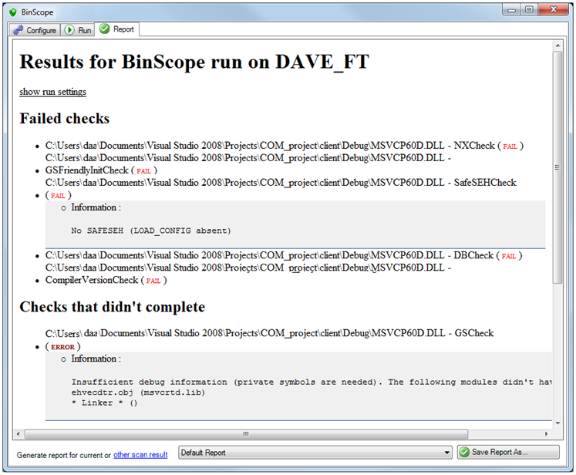 BinScope
Configure Run Report
Results for BinScope run on DAVE_FT
show run settings
Failed checks
C:\Users\daa\Documents\Visual Studio 2008\Projects\COM_project\client\Debug\MSVCP60D.DLL - NXCheck ( FAIL )
C:\Users\daa\Documents\Visual Studio 2008\Projects\COM_project\client\Debug\MSVCP60D.DLL -
GSFriendlyInitCheck ( FAIL )
C:\Users\daa\Documents\Visual Studio 2008\Projects\COM_project\client\Debug\MSVCP60D.DLL - SafeSEHCheck
( FAIL )
Information :
No SAFESEH (LOAD_CONFIG absent)
C:\Users\daa\Documents\Visual Studio 2008\Projects\COM_project\client\Debug\MSVCP60D.DLL - DBCheck ( FAIL )
C:\Users\daa\Documents\Visual Studio 2008\Projects\COM project\client\Debug\MSVCP60D.DLL -
CompilerVersionCheck ( FAIL )
Checks that didn't complete
C:\Users\daa\Documents\Visual Studio 2008\Projects\COM_project\client\Debug\MSVCP60D.DLL - GSCheck
( ERROR )
Information :
Insufficient debug information (private symbols are needed). The following modules didn't hav
ehvecdtr.obj (msvcrtd.lib)
* Linker * ()
Generate report for current or other scan result Default Report Save Report As...